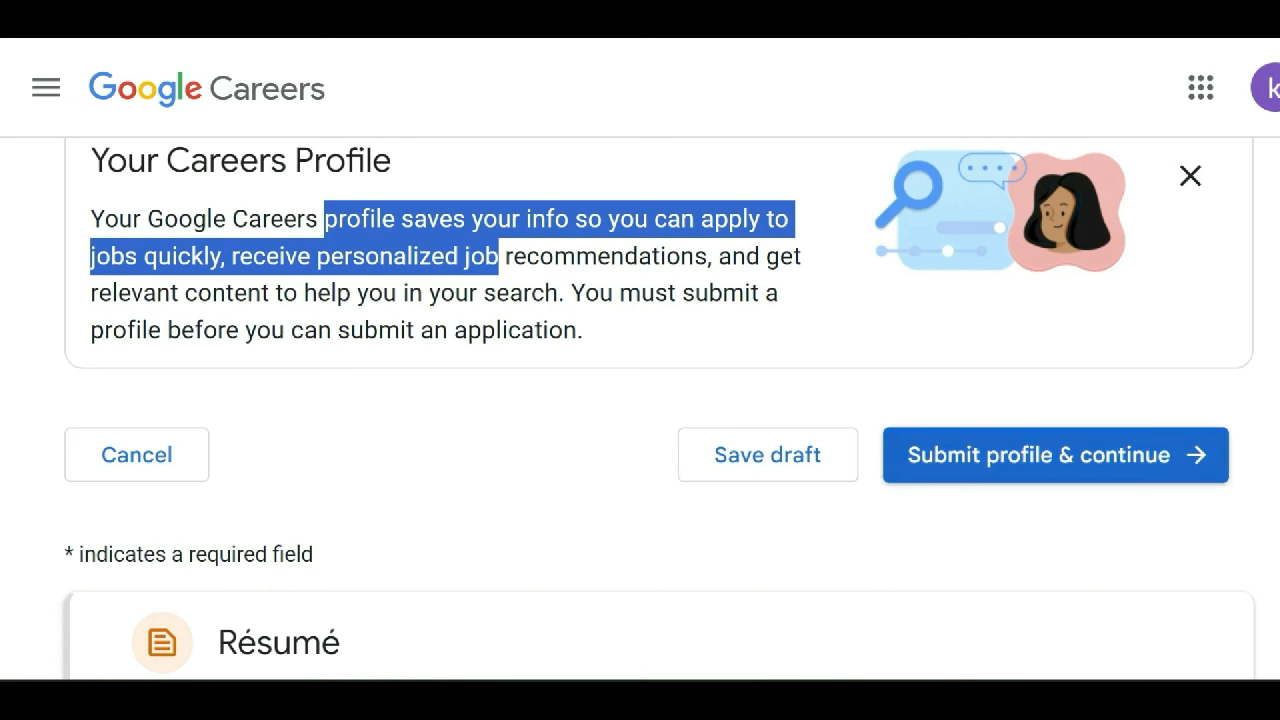 Google Careers
k
Your Careers Profile
Your Google Careers profile saves your info so you can apply to
jobs quickly, receive personalized job recommendations, and get
relevant content to help you in your search. You must submit a
profile before you can submit an application.
Cancel
Save draft
Submit profile & continue →
* indicates a required field
Résumé